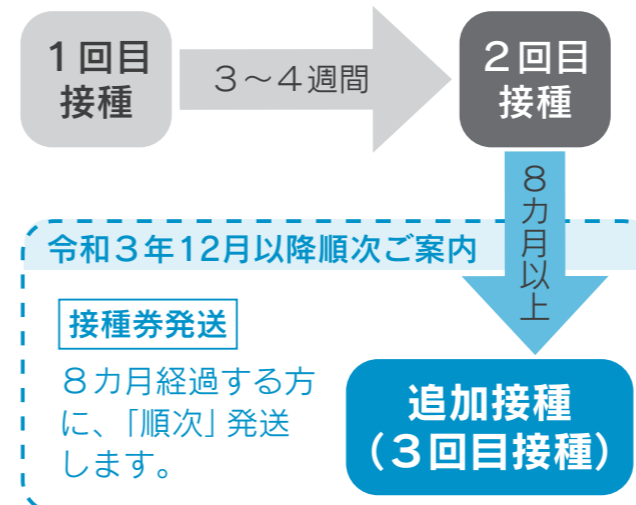 1回目
接種
3〜4週間
2回目
接種
8カ月以上
令和3年12月以降順次ご案内
接種券発送
8カ月経過する方
に、「順次」発送
します。
追加接種
（3回目接種）